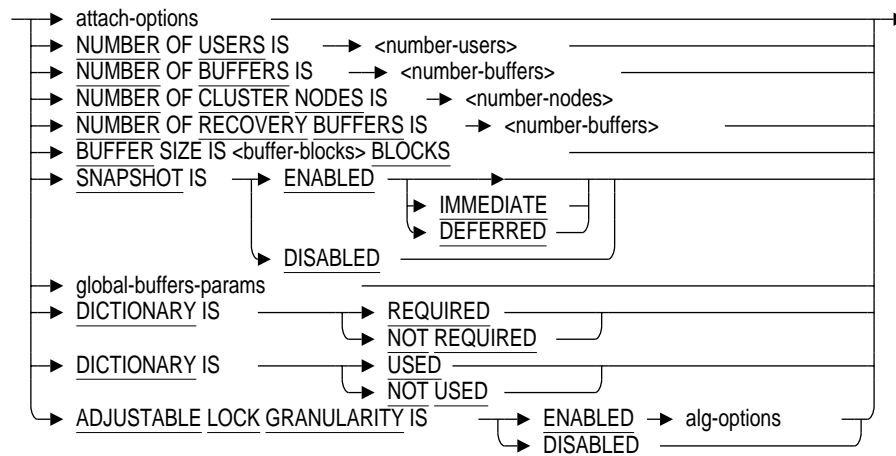 attach-options
NUMBER OF USERS IS <number-users>
NUMBER OF BUFFERS IS <number-buffers>
NUMBER OF CLUSTER NODES IS <number-nodes>
NUMBER OF RECOVERY BUFFERS IS <number-buffers>
BUFFER SIZE IS <buffer-blocks> BLOCKS
SNAPSHOT IS ENABLED
IMMEDIATE
DEFERRED
DISABLED
global-buffers-params
DICTIONARY IS REQUIRED
NOT REQUIRED
DICTIONARY IS USED
NOT USED
ADJUSTABLE LOCK GRANULARITY IS ENABLED alg-options
DISABLED